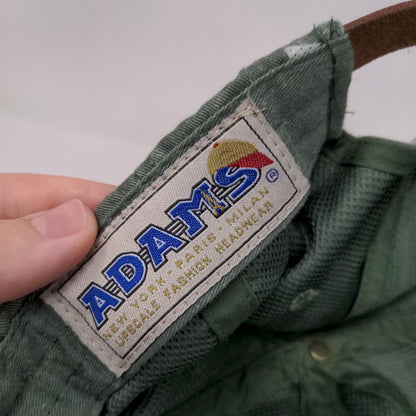 ADAMS®
NEW YORK - PARIS - MILAN
UPSCALE FASHION HEADWEAR